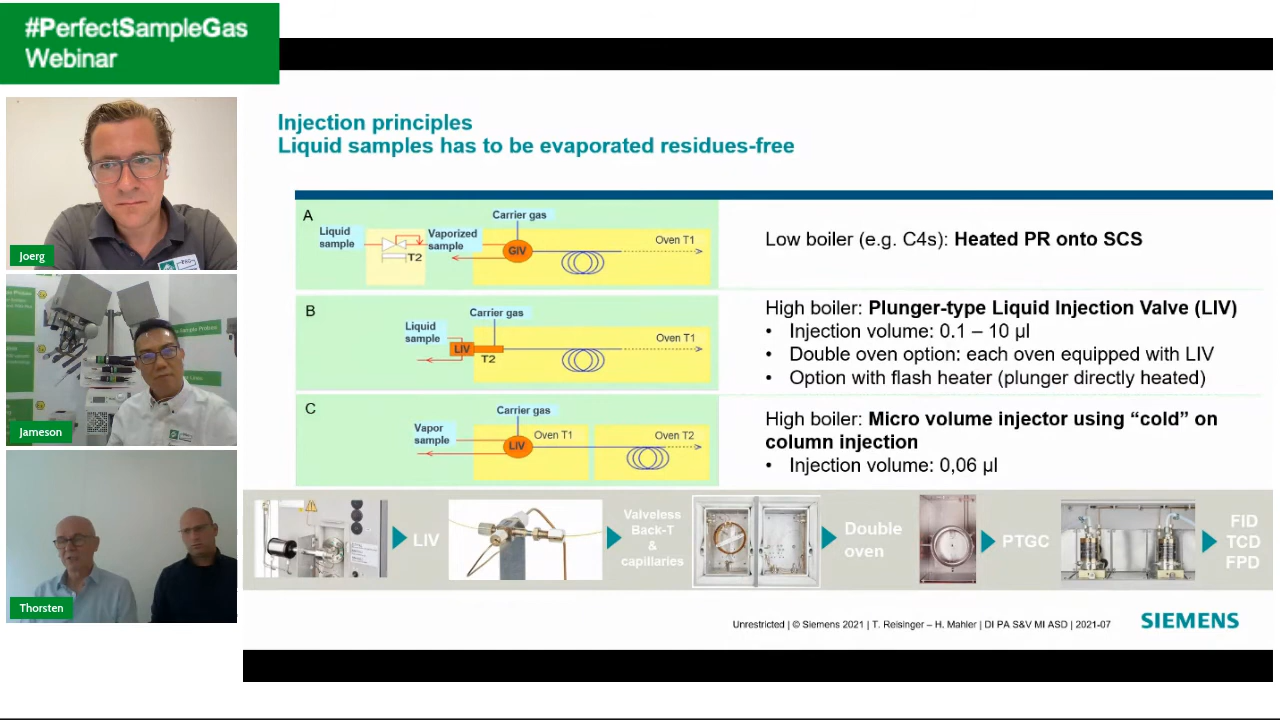 #PerfectSampleGas
Webinar
Joerg
Jameson
Thorsten
Injection principles
Liquid samples has to be evaporated residues-free
A
Liquid
sample
T2
Vaporized
sample
Carrier gas
GIV
Oven T1
Low boiler (e.g. C4s): Heated PR onto SCS
B
Liquid
sample
Carrier gas
LIV
T2
Oven T1
High boiler: Plunger-type Liquid Injection Valve (LIV)
• Injection volume: 0.1 – 10 µl
• Double oven option: each oven equipped with LIV
• Option with flash heater (plunger directly heated)
C
Vapor
sample
Carrier gas
LIV
Oven T1
Oven T2
High boiler: Micro volume injector using “cold” on
column injection
• Injection volume: 0,06 µl
LIV
Valveless
Back-T
&
capillaries
Double
oven
PTGC
FID
TCD
FPD
Unrestricted | © Siemens 2021 | T. Reisinger – H. Mahler | DI PA S&V MI ASD | 2021-07
SIEMENS